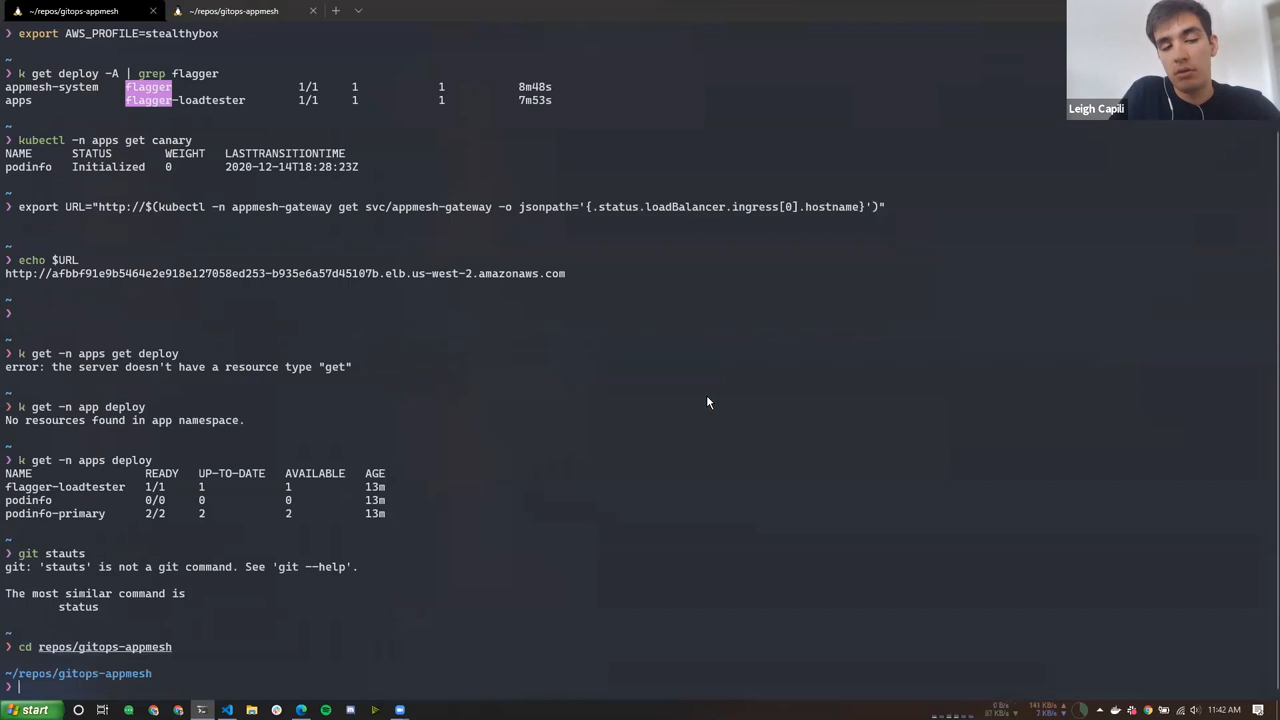 ~/repos/gitops-appmesh
~/repos/gitops-appmesh
❯ export AWS_PROFILE=stealthybox
~
❯ k get deploy -A | grep flagger
appmesh-system flagger 1/1 1 1 8m48s
apps flagger-loadtester 1/1 1 1 7m53s
~
❯ kubectl -n apps get canary
NAME STATUS WEIGHT LASTTRANSITIONTIME
podinfo Initialized 0 2020-12-14T18:28:23Z
~
❯ export URL="http://$(kubectl -n appmesh-gateway get svc/appmesh-gateway -o jsonpath='{.status.loadBalancer.ingress[0].hostname}')"
~
❯ echo $URL
http://afbbf91e9b5464e2e918e127058ed253-b935e6a57d45107b.elb.us-west-2.amazonaws.com
~
❯
~
❯ k get -n apps get deploy
error: the server doesn't have a resource type "get"
~
❯ k get -n app deploy
No resources found in app namespace.
~
❯ k get -n apps deploy
NAME READY UP-TO-DATE AVAILABLE AGE
flagger-loadtester 1/1 1 1 13m
podinfo 0/0 0 0 13m
podinfo-primary 2/2 2 2 13m
~
❯ git stauts
git: 'stauts' is not a git command. See 'git --help'.
The most similar command is
status
~
❯ cd repos/gitops-appmesh
~/repos/gitops-appmesh
❯
Leigh Capili
start
0 B/s 141 KB/s
87 KB/s 7 KB/s
11:42 AM